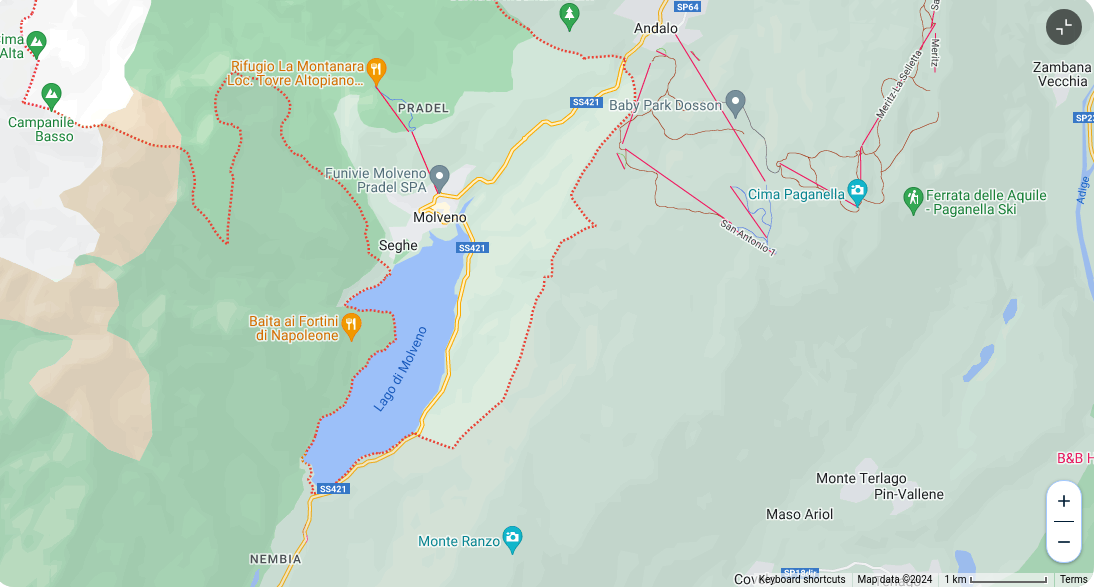 SP64
Andalo
Cima
Alta
Rifugio La Montanara
Loc. Tovre Altopiano...
Campanile
Basso
PRADEL
SS421
Baby Park Dosson
Meritz-La Selletta
Meritz
Zambana
Vecchia
SP23
Adige
Funivie Molveno
Pradel SPA
Molveno
Seghe
SS421
Cima Paganella
Ferrata delle Aquile
- Paganella Ski
San Antonio 1
Baita ai Fortini
di Napoleone
Lago di Molveno
SS421
B&B H
Monte Terlago
Pin-Vallene
Maso Ariol
Monte Ranzo
NEMBIA
SP18dir
Cov
Keyboard shortcuts
Map data ©2024
1 km
Terms